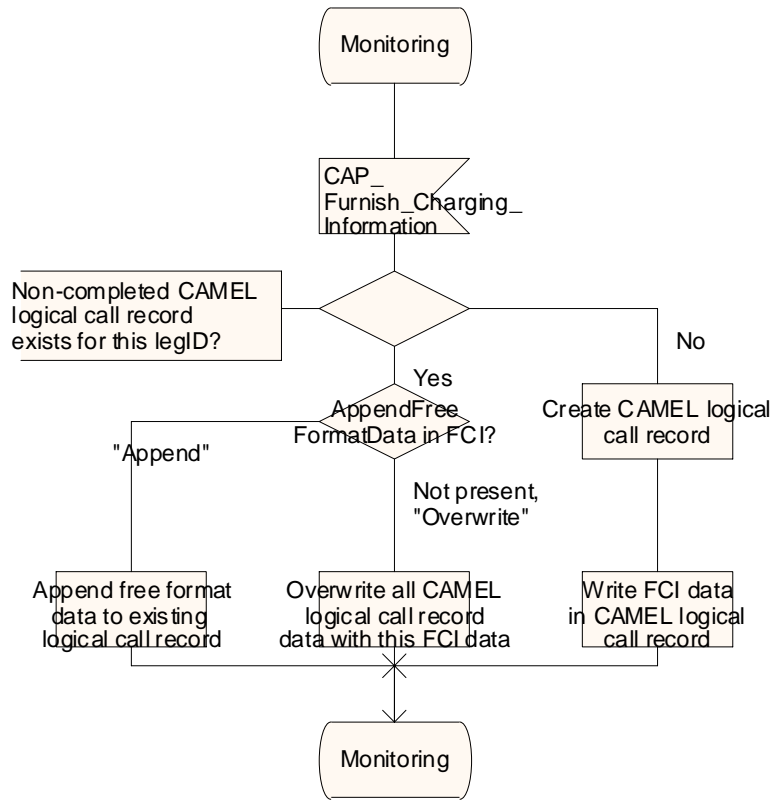 Monitoring
CAP_
Furnish_Charging_
Information
Non-completed CAMEL
logical call record
exists for this legID?
No
Yes
AppendFree
FormatData in FCI?
Create CAMEL logical
call record
"Append"
Not present,
"Overwrite"
Append free format
data to existing
logical call record
Overwrite all CAMEL
logical call record
data with this FCI data
Write FCI data
in CAMEL logical
call record
Monitoring